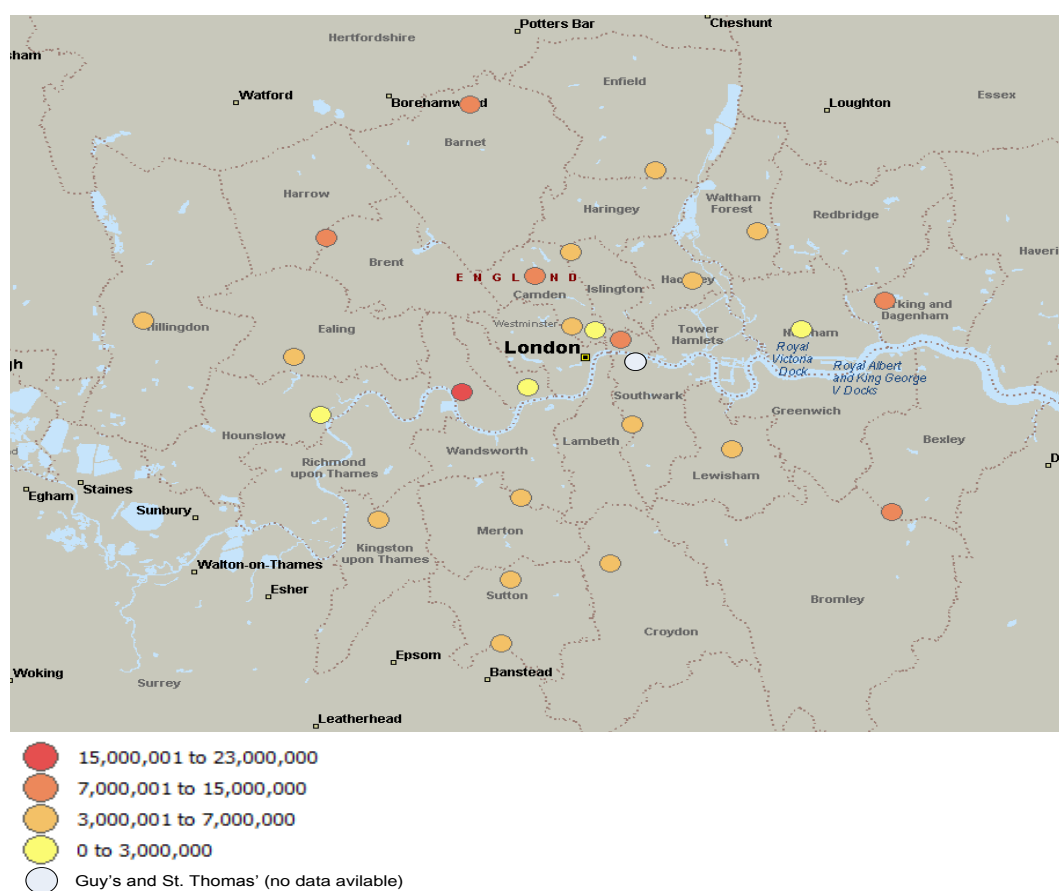 Potters Bar
Cheshunt
Hertfordshire
sham
Enfield
Watford
Borehamwood
Loughton
Essex
Barnet
Harrow
Waltham
Forest
Haringey
Redbridge
Haveri
Brent
ENGLAND
Hackney
Islington
Camden
rking and
Dagenham
Hillingdon
Ealing
Westminster
Tower
Hamlets
Newham
London
Royal
Victoria
Dock
Royal Albert
and King George
V Docks
gh
Southwark
Greenwich
Hounslow
Wandsworth
Lambeth
Bexley
Richmond
upon Thames
Lewisham
D
Egham
Staines
Sunbury
Merton
Kingston
upon Thames
Walton-on-Thames
Esher
Sutton
Bromley
Croydon
Epsom
Banstead
Woking
Surrey
Leatherhead
15,000,001 to 23,000,000
7,000,001 to 15,000,000
3,000,001 to 7,000,000
0 to 3,000,000
Guy's and St. Thomas' (no data avilable)